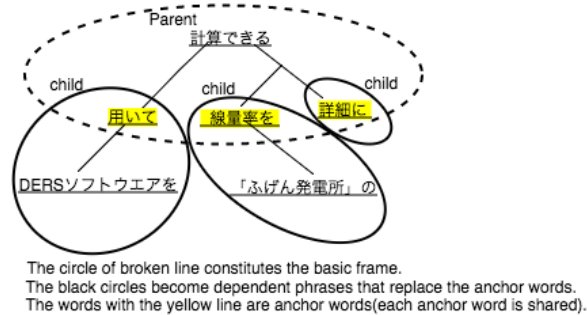 Parent
計算できる
child
child
child
用いて
線量率を
詳細に
DERSソフトウエアを
「ふげん発電所」の
The circle of broken line constitutes the basic frame.
The black circles become dependent phrases that replace the anchor words.
The words with the yellow line are anchor words(each anchor word is shared).